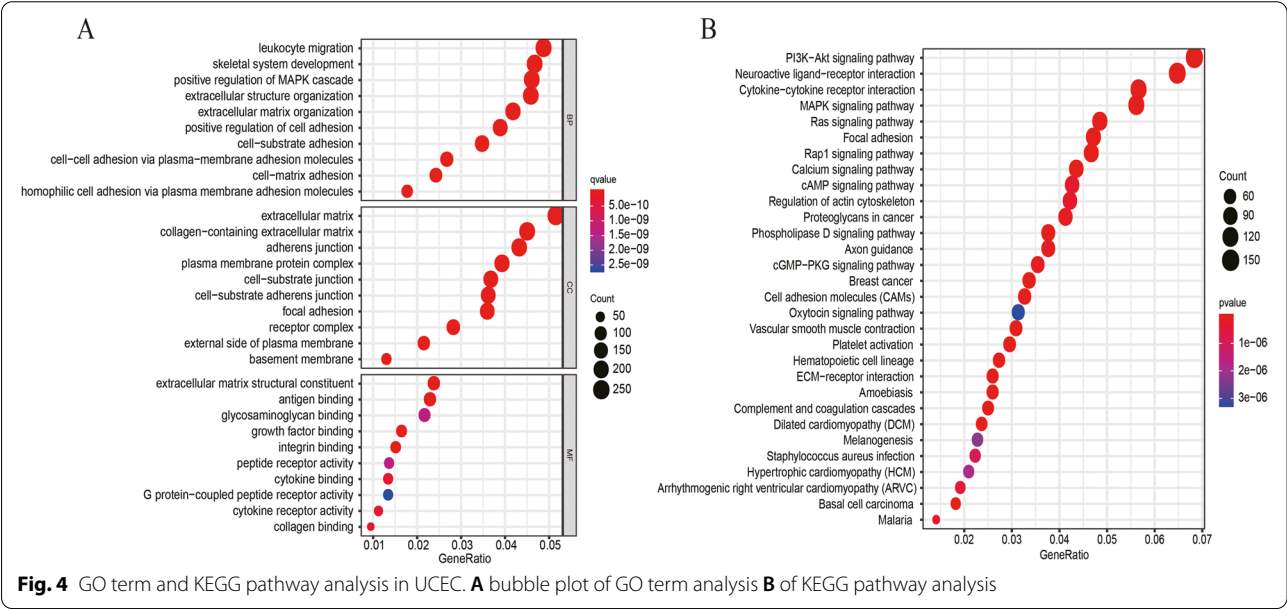 A
leukocyte migration
skeletal system development
positive regulation of MAPK cascade
extracellular structure organization
extracellular matrix organization
positive regulation of cell adhesion
cell−substrate adhesion
cell−cell adhesion via plasma−membrane adhesion molecules
cell−matrix adhesion
homophilic cell adhesion via plasma membrane adhesion molecules
BP
extracellular matrix
collagen−containing extracellular matrix
adherens junction
plasma membrane protein complex
cell−substrate junction
cell−substrate adherens junction
focal adhesion
receptor complex
external side of plasma membrane
basement membrane
CC
extracellular matrix structural constituent
antigen binding
glycosaminoglycan binding
growth factor binding
integrin binding
peptide receptor activity
cytokine binding
G protein−coupled peptide receptor activity
cytokine receptor activity
collagen binding
MF
0.01 0.02 0.03 0.04 0.05
GeneRatio
qvalue
5.0e−10
1.0e−09
1.5e−09
2.0e−09
2.5e−09
Count
50
100
150
200
250
B
PI3K−Akt signaling pathway
Neuroactive ligand−receptor interaction
Cytokine−cytokine receptor interaction
MAPK signaling pathway
Ras signaling pathway
Focal adhesion
Rap1 signaling pathway
Calcium signaling pathway
cAMP signaling pathway
Regulation of actin cytoskeleton
Proteoglycans in cancer
Phospholipase D signaling pathway
Axon guidance
cGMP−PKG signaling pathway
Breast cancer
Cell adhesion molecules (CAMs)
Oxytocin signaling pathway
Vascular smooth muscle contraction
Platelet activation
Hematopoietic cell lineage
ECM−receptor interaction
Amoebiasis
Complement and coagulation cascades
Dilated cardiomyopathy (DCM)
Melanogenesis
Staphylococcus aureus infection
Hypertrophic cardiomyopathy (HCM)
Arrhythmogenic right ventricular cardiomyopathy (ARVC)
Basal cell carcinoma
Malaria
0.02 0.03 0.04 0.05 0.06 0.07
GeneRatio
Count
60
90
120
150
pvalue
1e−06
2e−06
3e−06
Fig. 4 GO term and KEGG pathway analysis in UCEC. A bubble plot of GO term analysis B of KEGG pathway analysis